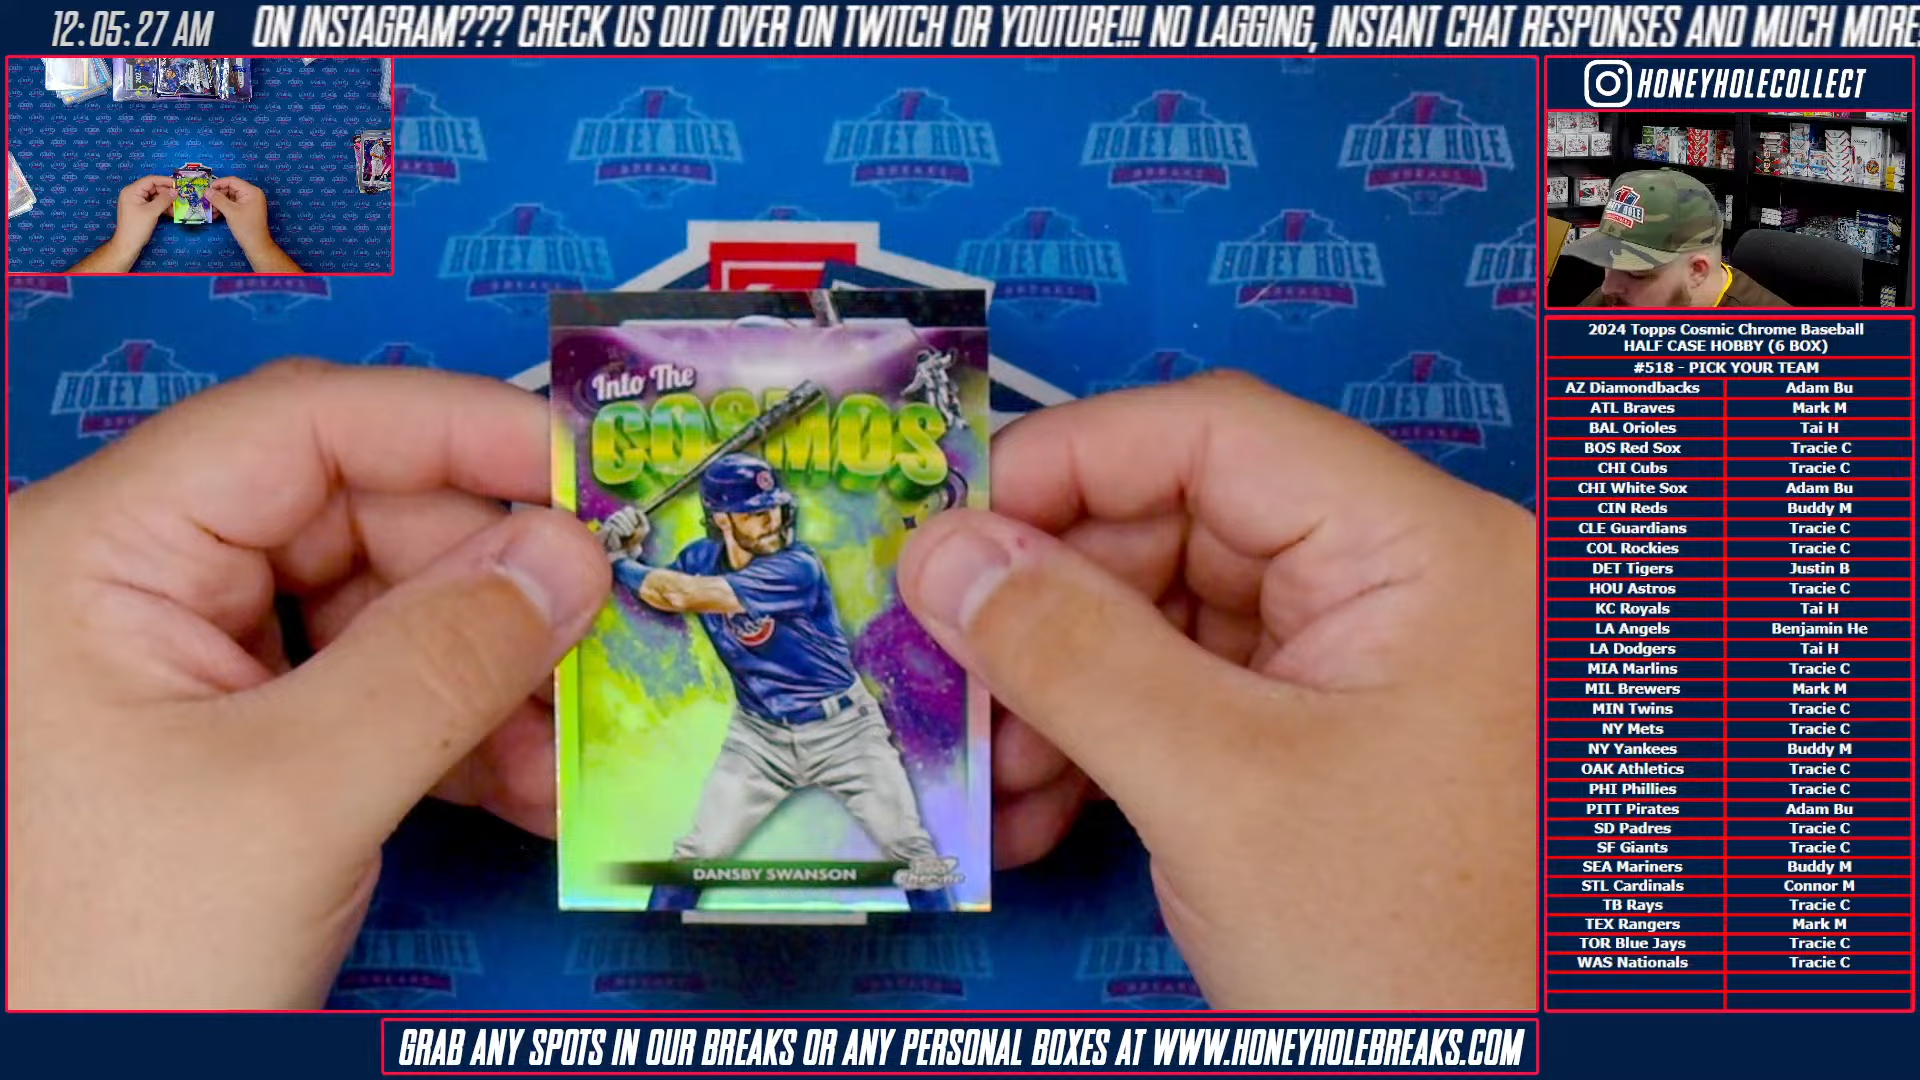 12:05:27 AM
ON INSTAGRAM??? CHECK US OUT OVER ON TWITCH OR YOUTUBE!!! NO LAGGING, INSTANT CHAT RESPONSES AND MUCH MORE
HONEYHOLECOLLECT
HONEY HOLE
BREAKS
Into The
COSMOS
DANSBY SWANSON
Topps
Chrome
2024 Topps Cosmic Chrome Baseball
HALF CASE HOBBY (6 BOX)
#518 - PICK YOUR TEAM
AZ Diamondbacks Adam Bu
ATL Braves Mark M
BAL Orioles Tai H
BOS Red Sox Tracie C
CHI Cubs Tracie C
CHI White Sox Adam Bu
CIN Reds Buddy M
CLE Guardians Tracie C
COL Rockies Tracie C
DET Tigers Justin B
HOU Astros Tracie C
KC Royals Tai H
LA Angels Benjamin He
LA Dodgers Tai H
MIA Marlins Tracie C
MIL Brewers Mark M
MIN Twins Tracie C
NY Mets Tracie C
NY Yankees Buddy M
OAK Athletics Tracie C
PHI Phillies Tracie C
PITT Pirates Adam Bu
SD Padres Tracie C
SF Giants Tracie C
SEA Mariners Buddy M
STL Cardinals Connor M
TB Rays Tracie C
TEX Rangers Mark M
TOR Blue Jays Tracie C
WAS Nationals Tracie C
GRAB ANY SPOTS IN OUR BREAKS OR ANY PERSONAL BOXES AT WWW.HONEYHOLEBREAKS.COM